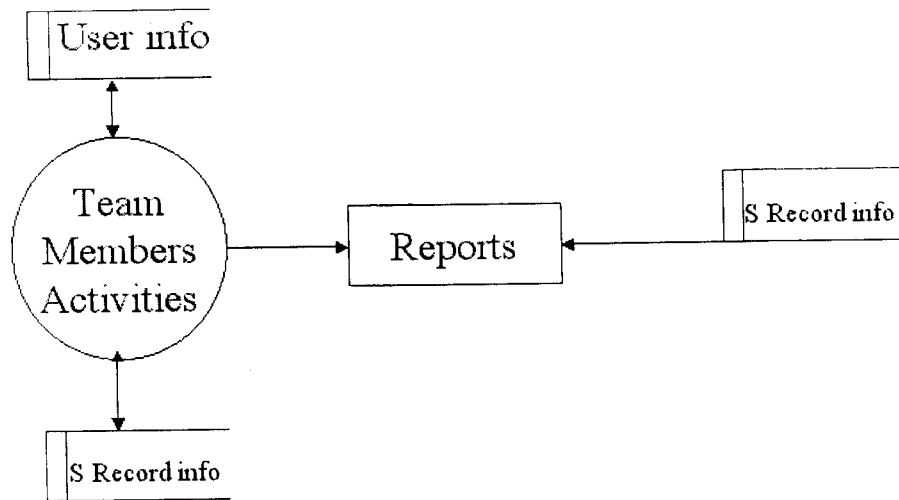 User info
Team
Members
Activities
Reports
S Record info
S Record info